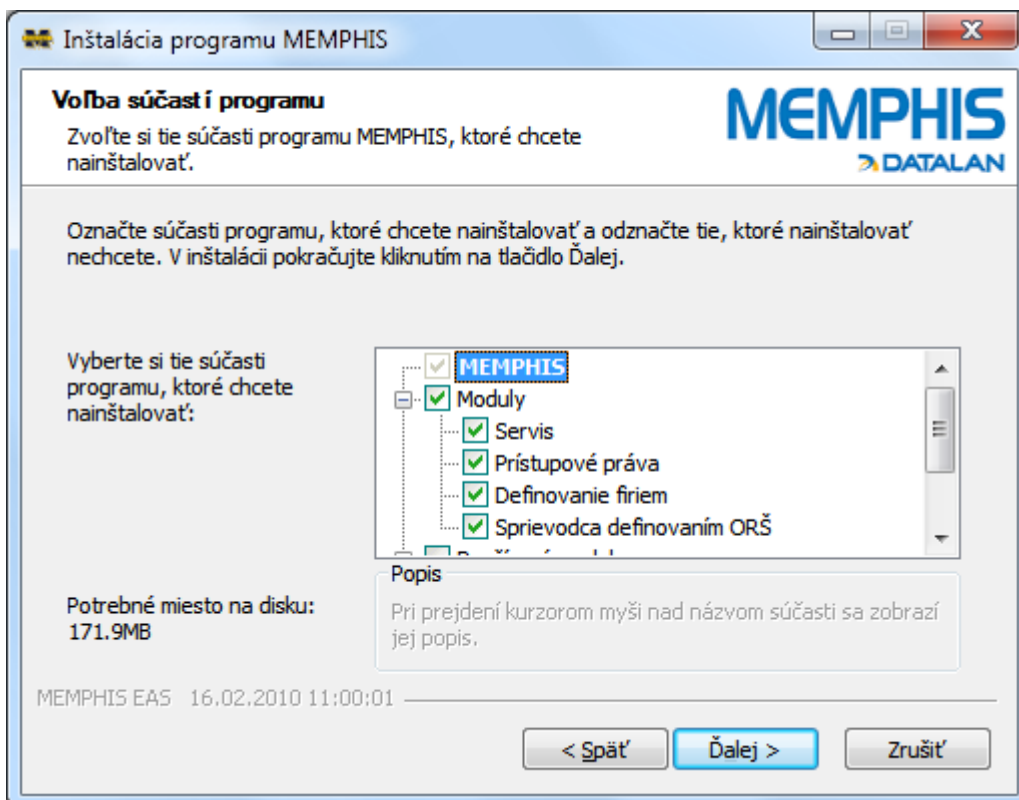 Inštalácia programu MEMPHIS
Voľba súčastí programu
Zvoľte si tie súčasti programu MEMPHIS, ktoré chcete
nainštalovať.
MEMPHIS
DATALAN
Označte súčasti programu, ktoré chcete nainštalovať a odznačte tie, ktoré nainštalovať
nechcete. V inštalácii pokračujte kliknutím na tlačidlo Ďalej.
Vyberte si tie súčasti
programu, ktoré chcete
nainštalovať:
MEMPHIS
Moduly
Servis
Prístupové práva
Definovanie firiem
Sprievodca definovaním ORŠ
Potrebné miesto na disku:
171.9MB
Popis
Pri prejdení kurzorom myši nad názvom súčasti sa zobrazí
jej popis.
MEMPHIS EAS 16.02.2010 11:00:01
< Späť
Ďalej >
Zrušiť